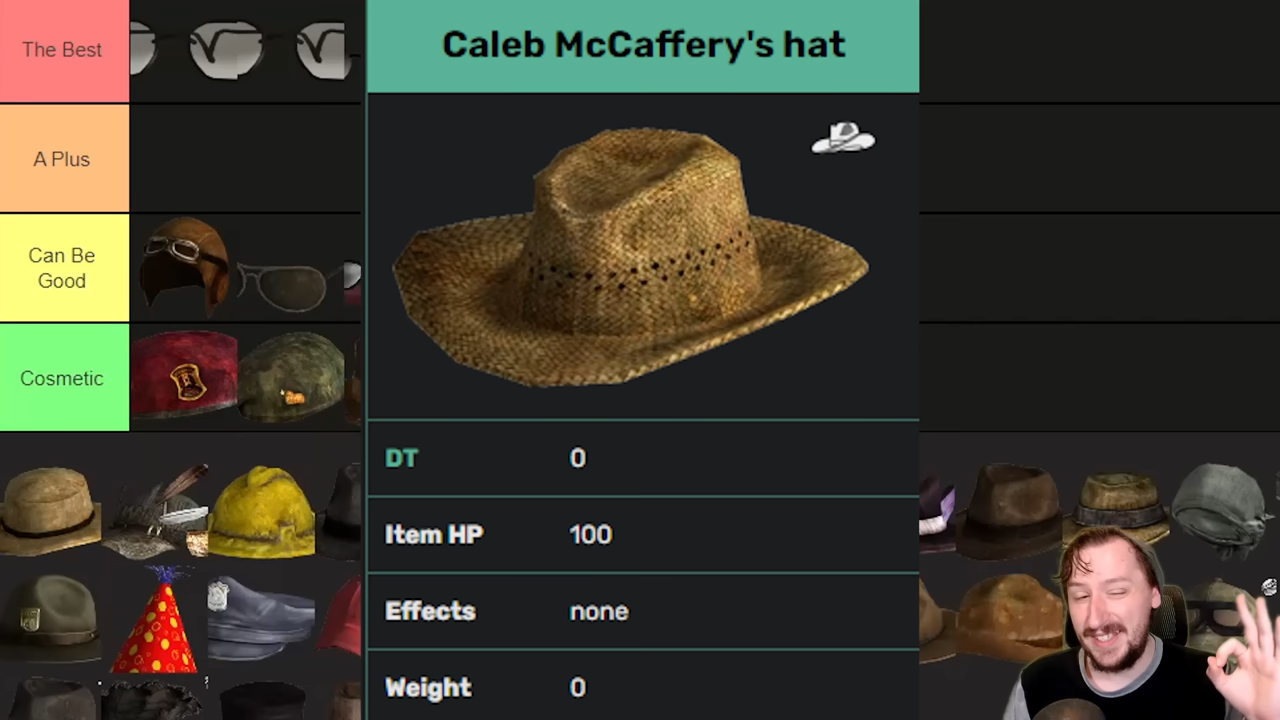 The Best
A Plus
Can Be
Good
Cosmetic
Caleb McCaffery's hat
DT 0
Item HP 100
Effects none
Weight 0